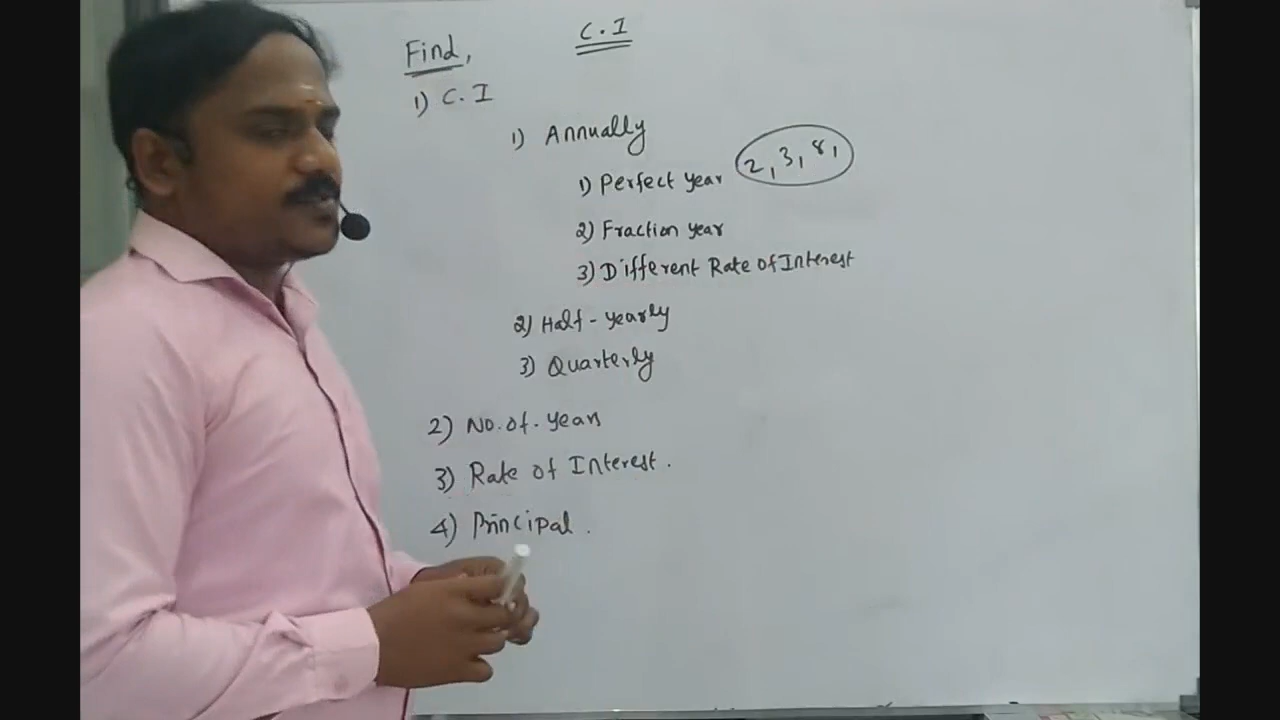 C.I
Find,
1) C.I
1) Annually
1) Perfect year 2, 3, 8,
2) Fraction year
3) Different Rate of Interest
2) Half-yearly
3) Quarterly
2) No.of-years
3) Rate of Interest.
4) Principal.